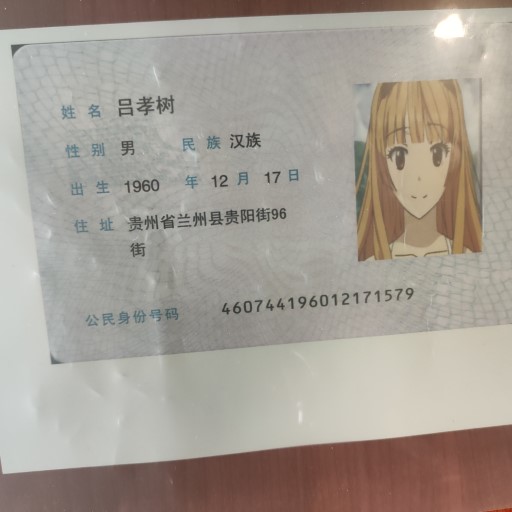 姓名 吕孝树
性别 男 民族 汉族
出生 1960 年 12 月 17 日
住址 贵州省兰州县贵阳街96
街
公民身份号码 460744196012171579